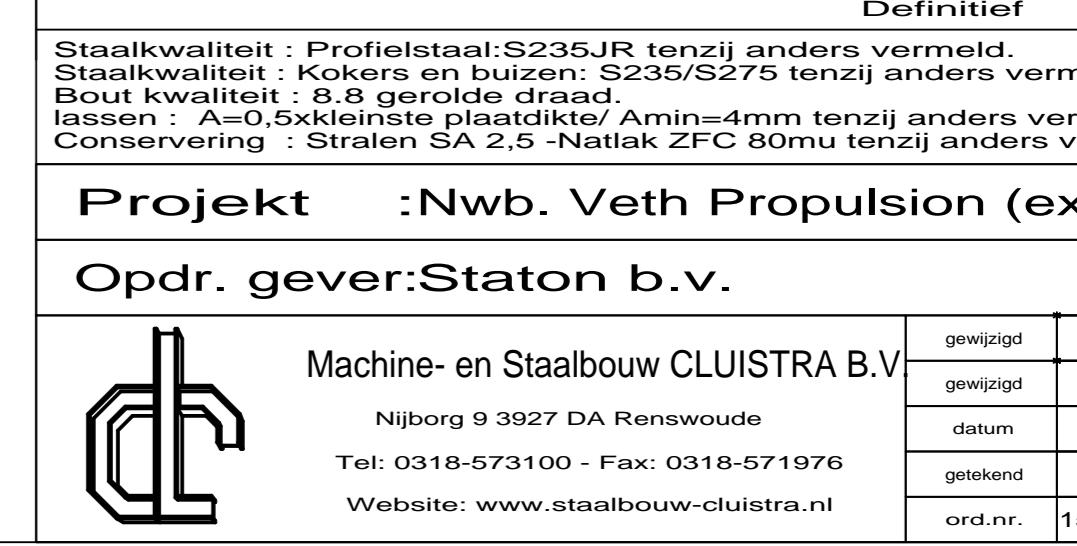 Definitief
Staalkwaliteit : Profielstaal:S235JR tenzij anders vermeld.
Staalkwaliteit : Kokers en buizen: S235/S275 tenzij anders
Bout kwaliteit : 8.8 gerolde draad.
lassen : A=0,5xkleinste plaatdikte/ Amin=4mm tenzij anders
Conservering : Stralen SA 2,5 -Natlak ZFC 80mu tenzij anders
Projekt :Nwb. Veth Propulsion
Opdr. gever:Staton b.v.
Machine- en Staalbouw CLUISTRA B.V.
Nijborg 9 3927 DA Renswoude
Tel: 0318-573100 - Fax: 0318-571976
Website: www.staalbouw-cluistra.nl
gewijzigd
gewijzigd
datum
getekend
ord.nr.